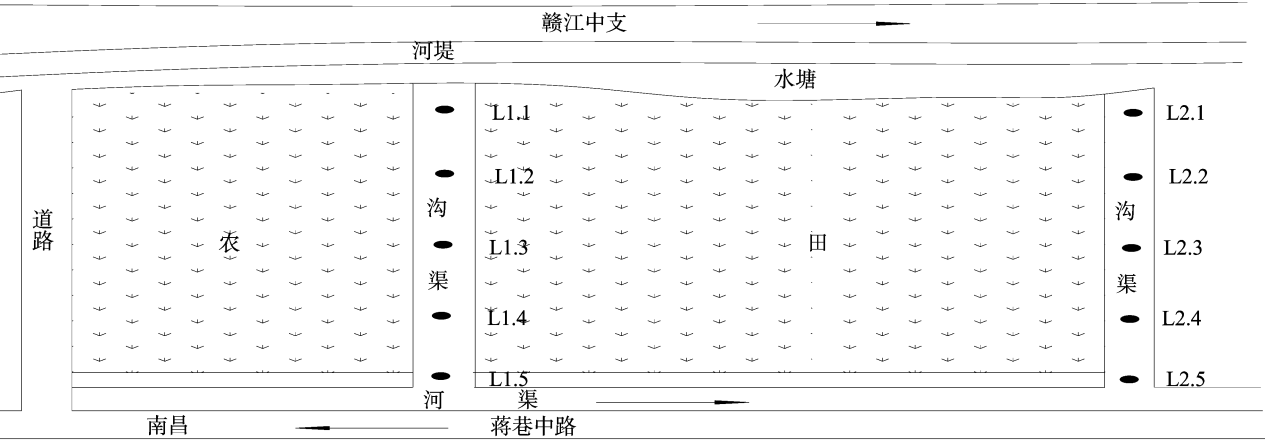 赣江中支
河堤
水塘
L1.1
L2.1
L1.2
L2.2
沟
沟
道路
农
田
L1.3
L2.3
渠
渠
L1.4
L2.4
L1.5
L2.5
河 渠
南昌
蒋巷中路